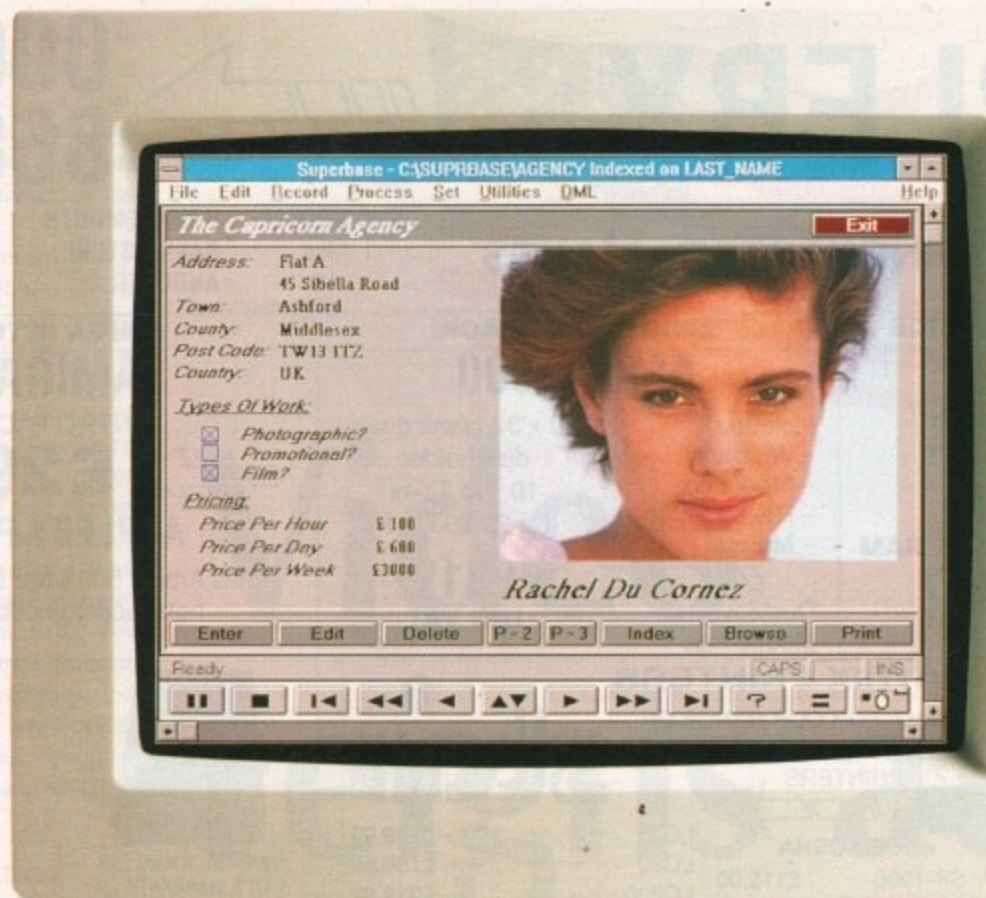 Superbase - C:\SUPRBASE\AGENCY Indexed on LAST_NAME
File Edit Record Process Set Utilities DML Help
The Capricorn Agency Exit
Address: Flat A
45 Sibella Road
Town: Ashford
County: Middlesex
Post Code: TW13 1TZ
Country: UK
Types Of Work:
Photographic?
Promotional?
Film?
Pricing:
Price Per Hour £ 100
Price Per Day £ 600
Price Per Week £3000
Rachel Du Cornez
Enter Edit Delete P - 2 P - 3 Index Browse Print
Ready CAPS INS